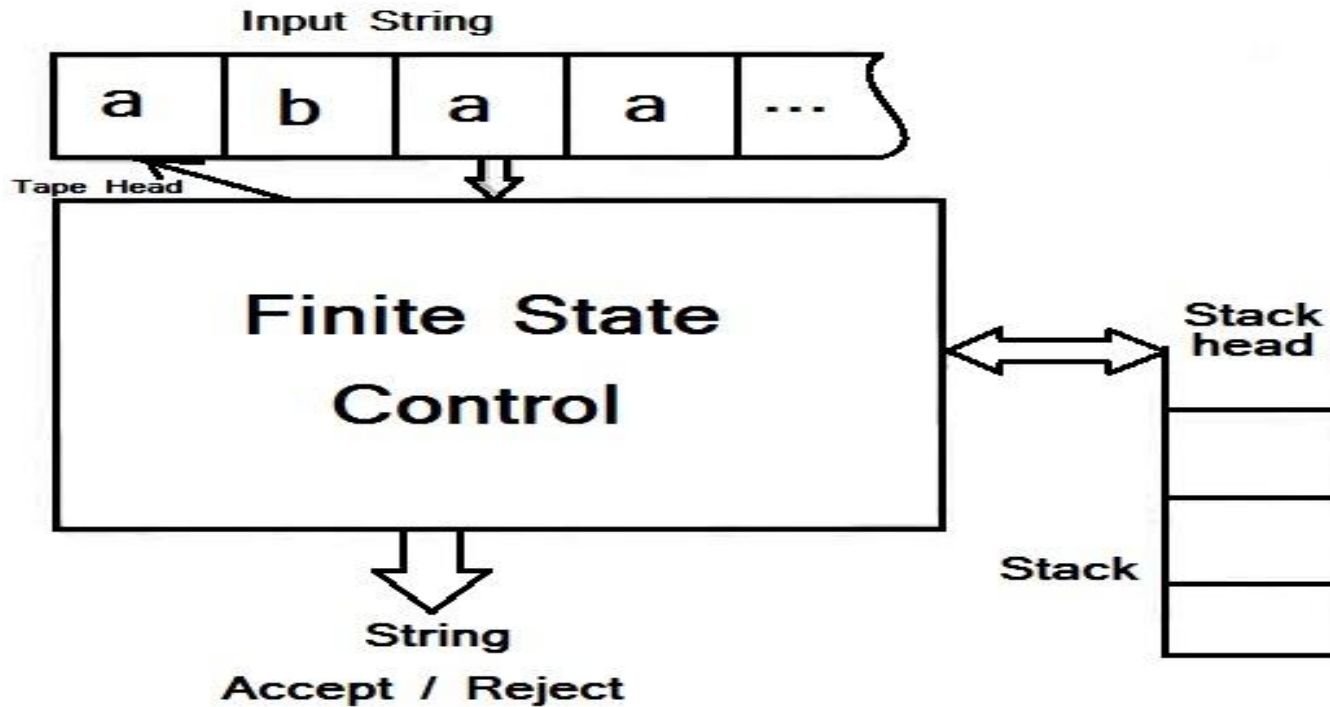 Input String
a b a a ...
Tape Head
Finite State
Control
Stack
head
Stack
String
Accept / Reject